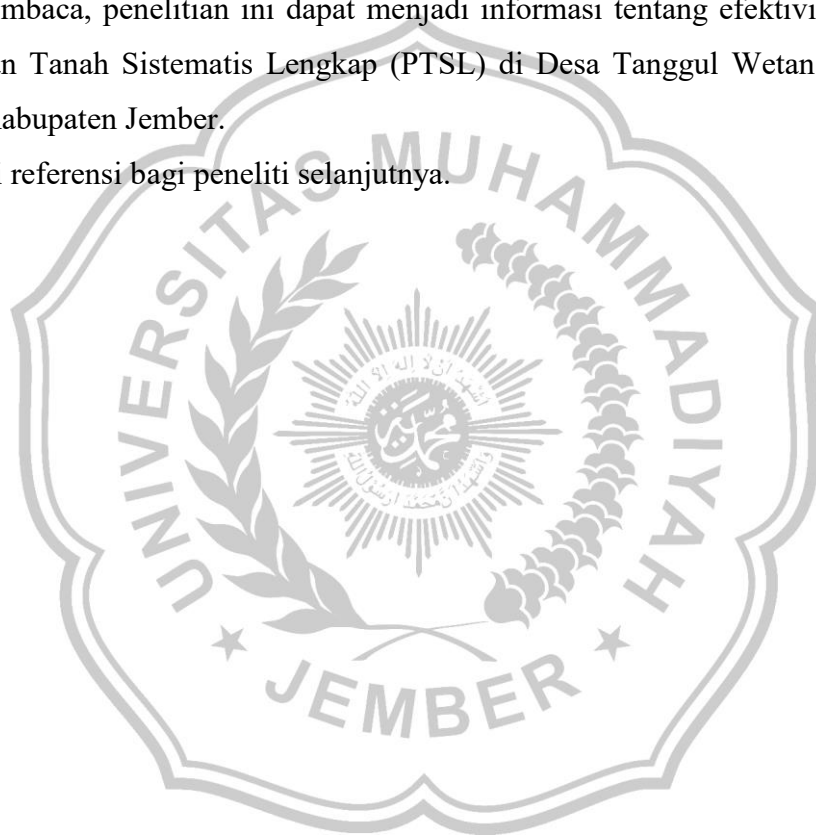 mbaca, penelitian ini dapat menjadi informasi tentang efektivi
n Tanah Sistematis Lengkap (PTSL) di Desa Tanggul Wetan
abupaten Jember.
referensi bagi peneliti selanjutnya.
UNIVERSITAS MUHAMMADIYAH
JEMBER